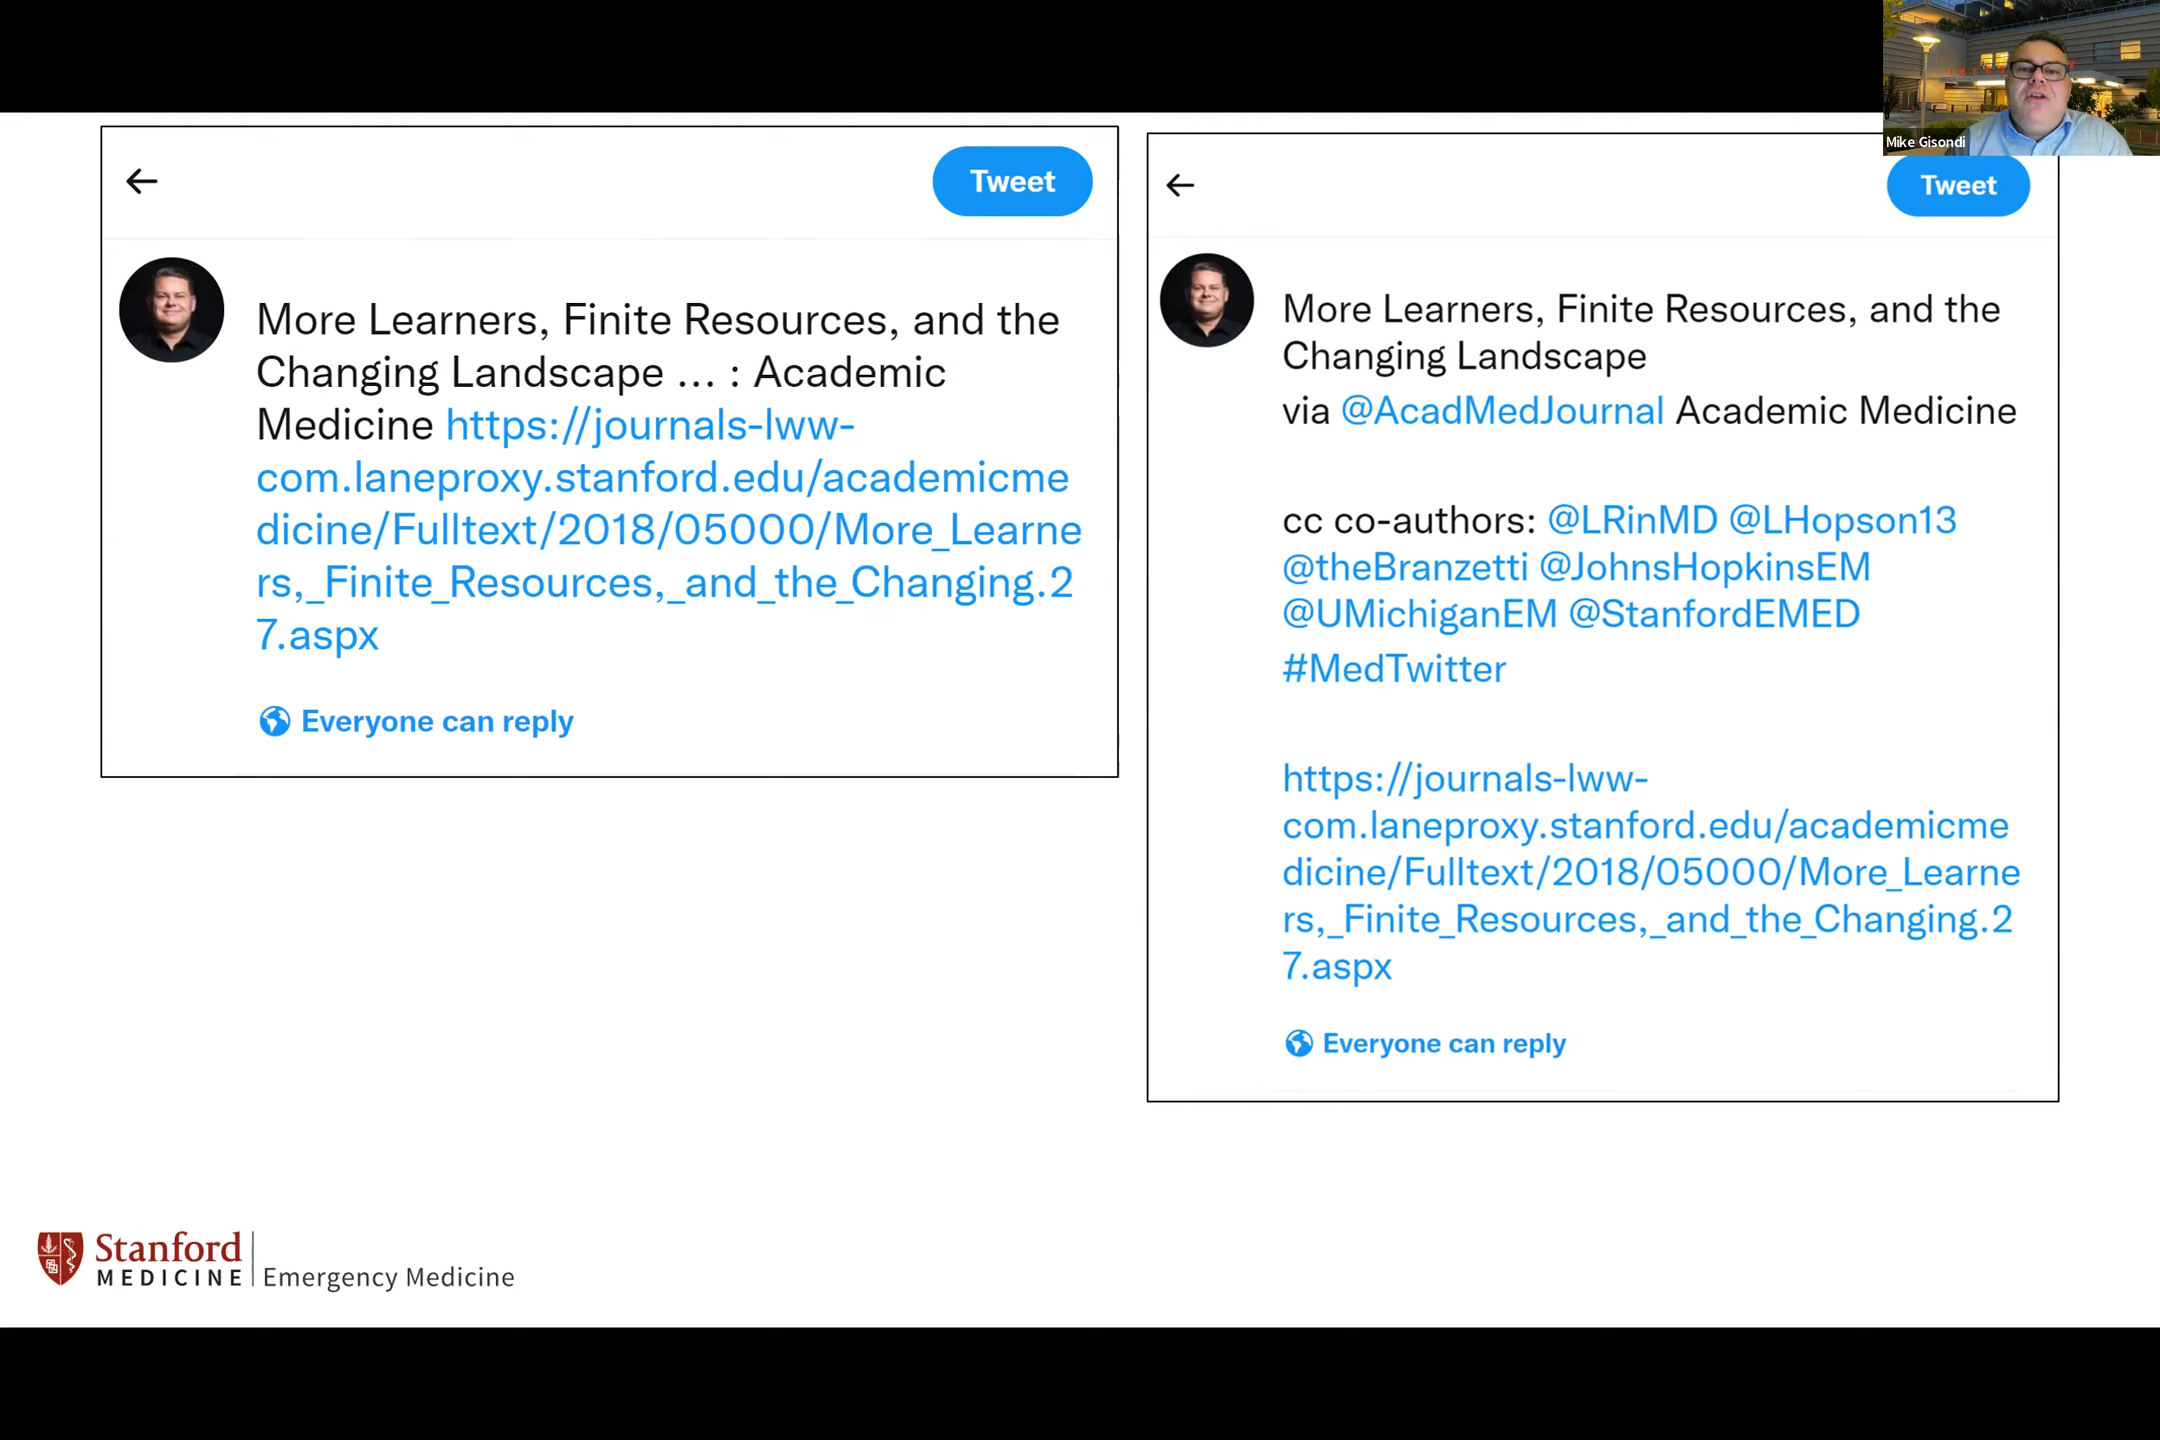 Mike Gisondi
Tweet
More Learners, Finite Resources, and the
Changing Landscape ... : Academic
Medicine https://journals-lww-
com.laneproxy.stanford.edu/academicme
dicine/Fulltext/2018/05000/More_Learne
rs,_Finite_Resources,_and_the_Changing.2
7.aspx
Everyone can reply
Tweet
More Learners, Finite Resources, and the
Changing Landscape
via @AcadMedJournal Academic Medicine
cc co-authors: @LRinMD @LHopson13
@theBranzetti @JohnsHopkinsEM
@UMichiganEM @StanfordEMED
#MedTwitter
https://journals-lww-
com.laneproxy.stanford.edu/academicme
dicine/Fulltext/2018/05000/More_Learne
rs,_Finite_Resources,_and_the_Changing.2
7.aspx
Everyone can reply
Stanford
MEDICINE
Emergency Medicine